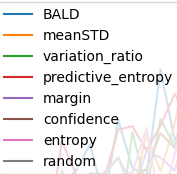 BALD
meanSTD
variation_ratio
predictive_entropy
margin
confidence
entropy
random